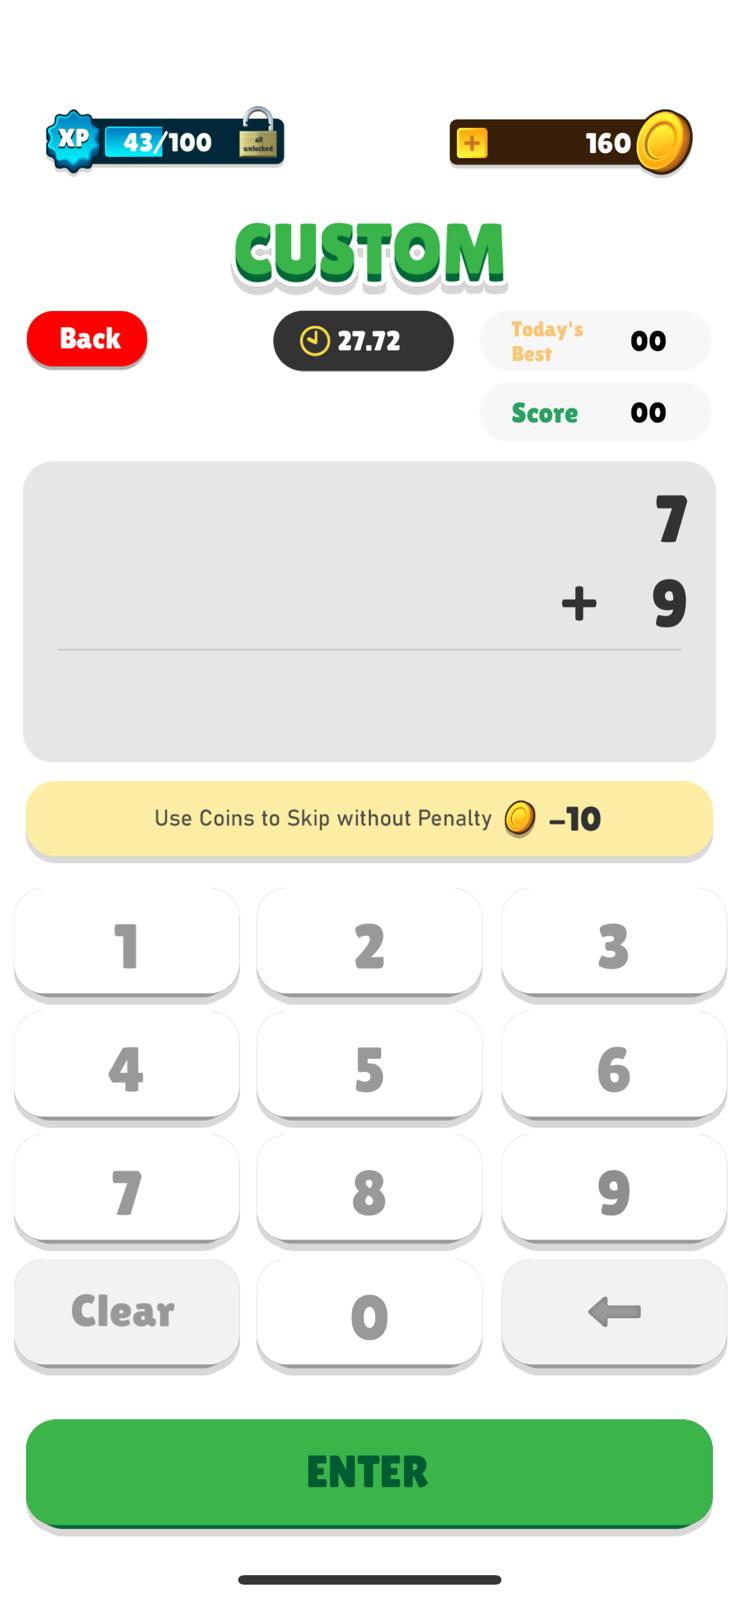 XP 43/100 all unlocked + 160
CUSTOM
Back 27.72 Today's Best 00
Score 00
7
+ 9
Use Coins to Skip without Penalty -10
1 2 3
4 5 6
7 8 9
Clear 0 ←
ENTER